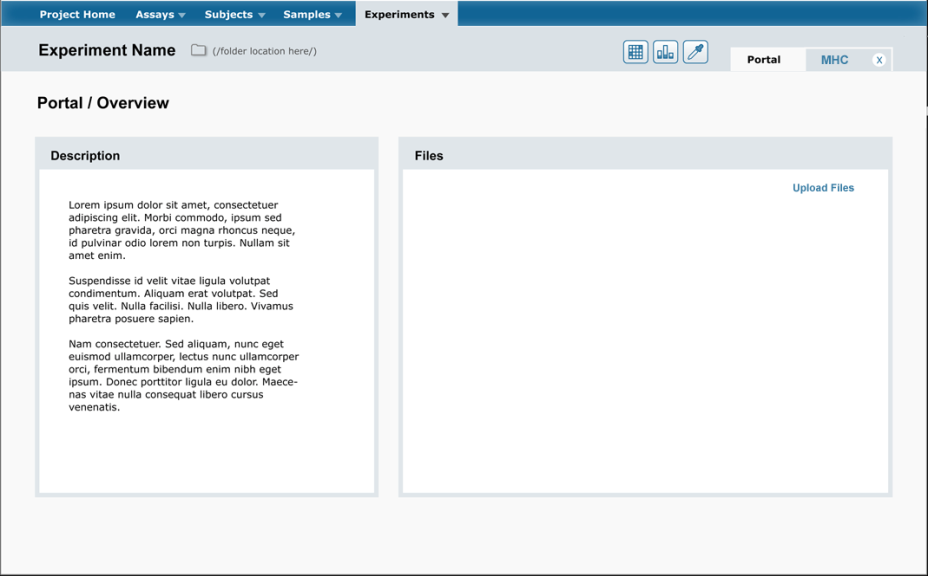 Project Home Assays Subjects Samples Experiments
Experiment Name (/folder location here/)
Portal MHC X
Portal / Overview
Description
Lorem ipsum dolor sit amet, consectetuer
adipiscing elit. Morbi commodo, ipsum sed
pharetra gravida, orci magna rhoncus neque,
id pulvinar odio lorem non turpis. Nullam sit
amet enim.
Suspendisse id velit vitae ligula volutpat
condimentum. Aliquam erat volutpat. Sed
quis velit. Nulla facilisi. Nulla libero. Vivamus
pharetra posuere sapien.
Nam consectetuer. Sed aliquam, nunc eget
euismod ullamcorper, lectus nunc ullamcorper
orci, fermentum bibendum enim nibh eget
ipsum. Donec porttitor ligula eu dolor. Maece-
nas vitae nulla consequat libero cursus
venenatis.
Files
Upload Files